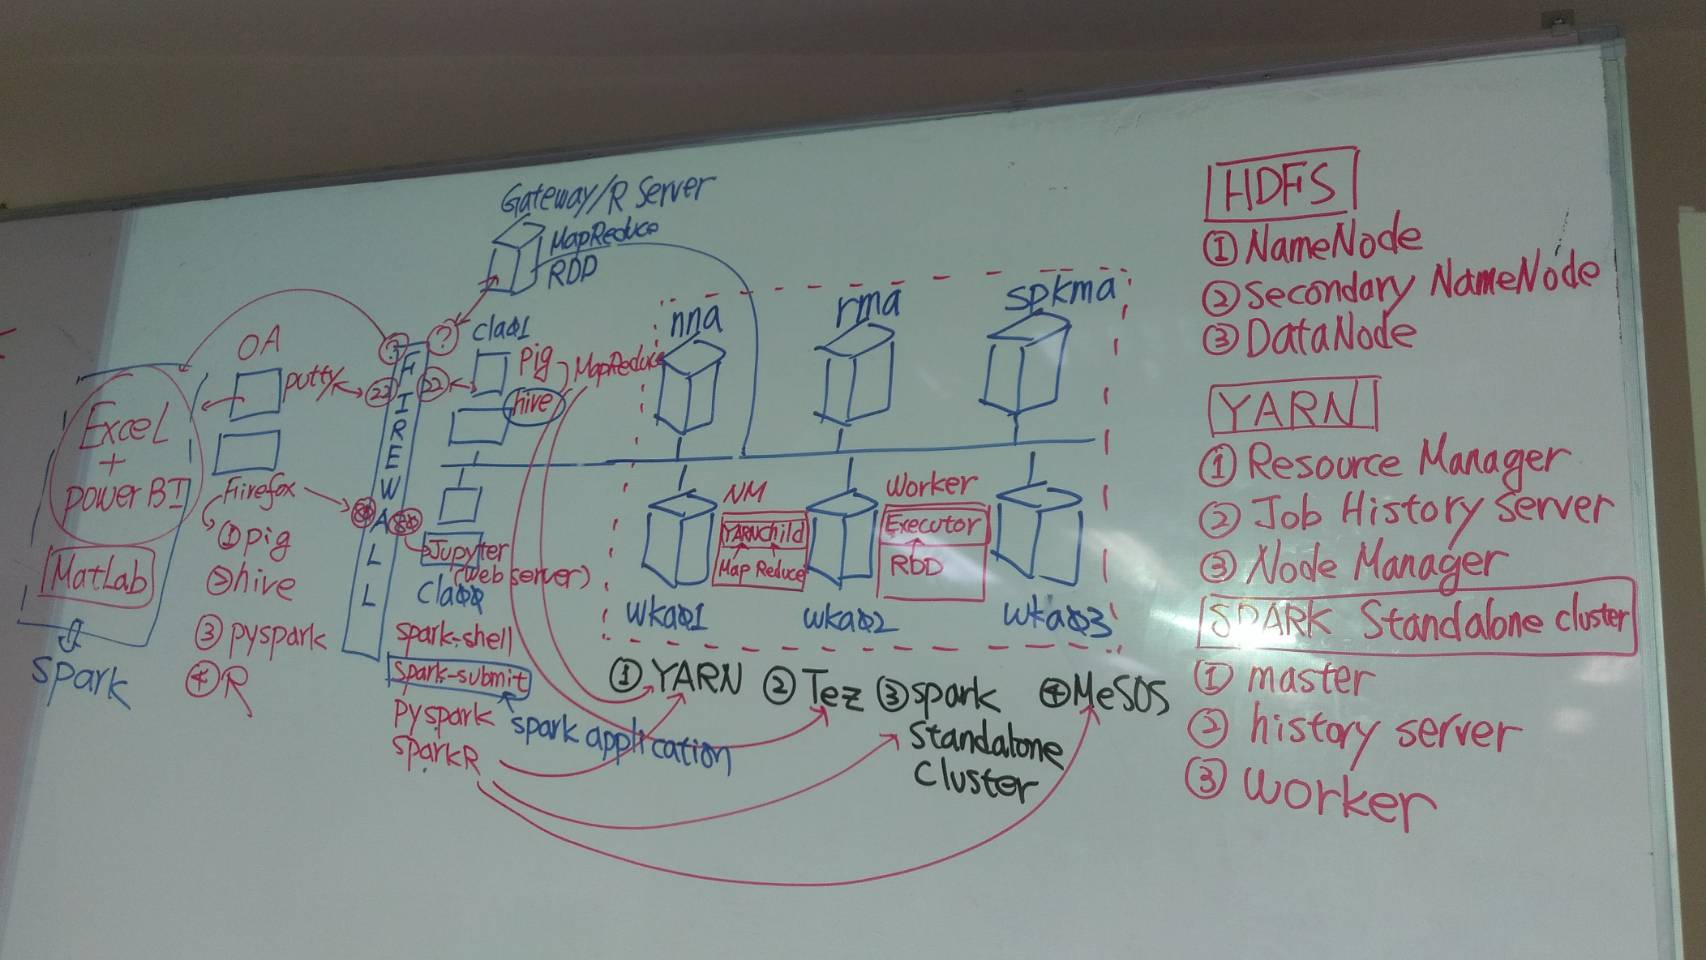 Gateway/R Server
MapReduce
RDD
OA
putty
22
Excel
+
power BI
MatLab
Spark
Firefox
① pig
② hive
③ pyspark
④ R
?
?
FIREWALL
22
cla01
pig
hive
MapReduce
Jupyter
(web server)
spark-shell
spark-submit
pyspark
sparkR
spark application
nna
rma
spkma
NM
YARNchild
Map Reduce
Worker
Executor
RDD
wka01
wka02
wka03
① YARN
② Tez
③ spark
Standalone
Cluster
④ MeSOS
HDFS
① NameNode
② Secondary NameNode
③ DataNode
YARN
① Resource Manager
② Job History Server
③ Node Manager
SPARK Standalone cluster
① master
② history server
③ worker